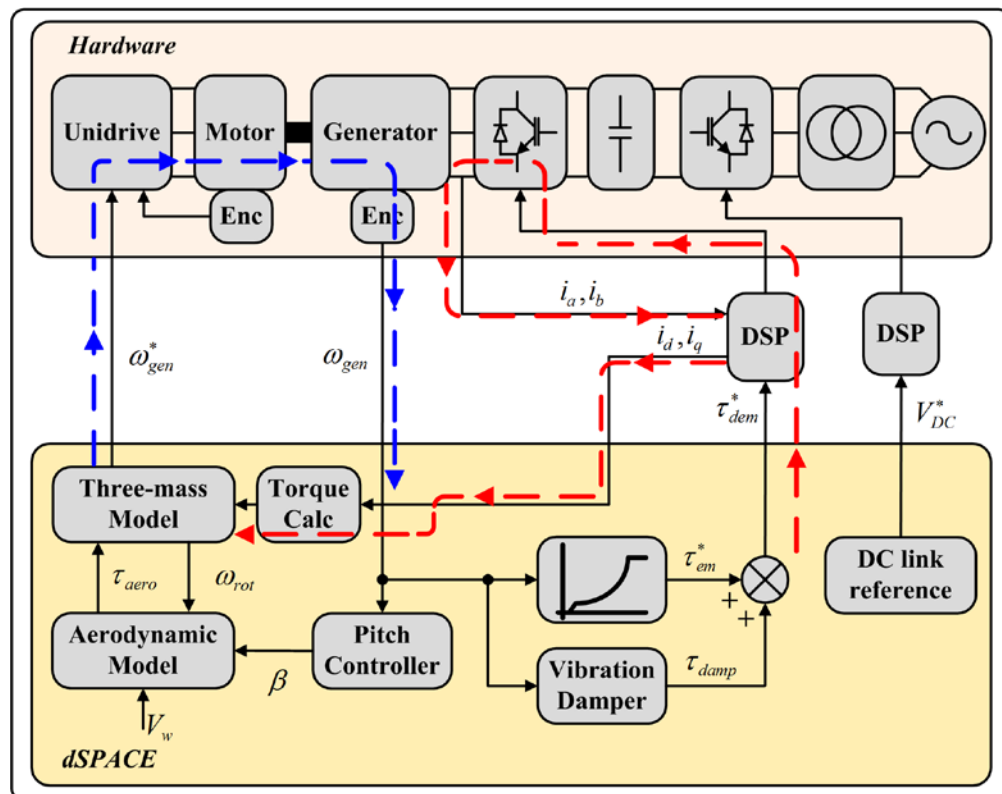 Hardware
Unidrive
Motor
Generator
Enc
Enc
i_a, i_b
DSP
DSP
i_d, i_q
ω*_gen
ω_gen
τ*_dem
V*_DC
Three-mass
Model
Torque
Calc
τ_aero
ω_rot
τ*_em
+
+
DC link
reference
Aerodynamic
Model
β
Pitch
Controller
Vibration
Damper
τ_damp
V_w
dSPACE